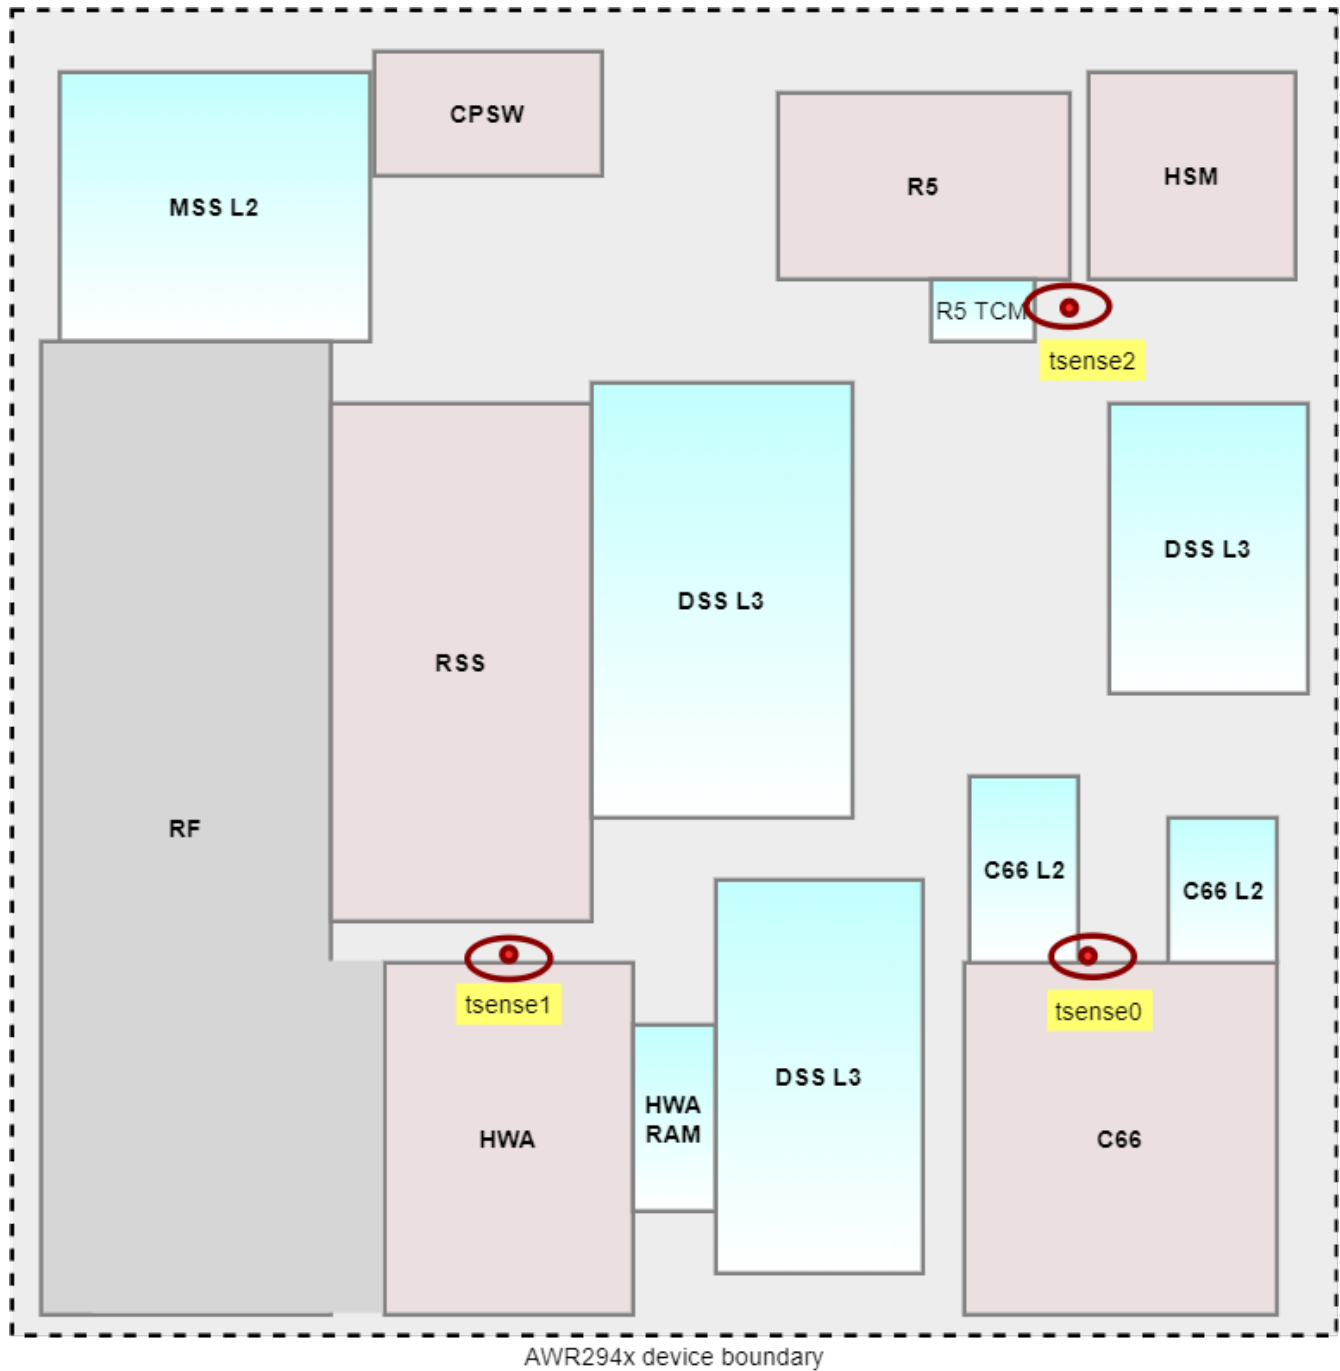 CPSW
MSS L2
R5
HSM
R5 TCM
tsense2
DSS L3
DSS L3
RSS
RF
C66 L2
C66 L2
tsense1
tsense0
DSS L3
HWA
RAM
HWA
C66
AWR294x device boundary